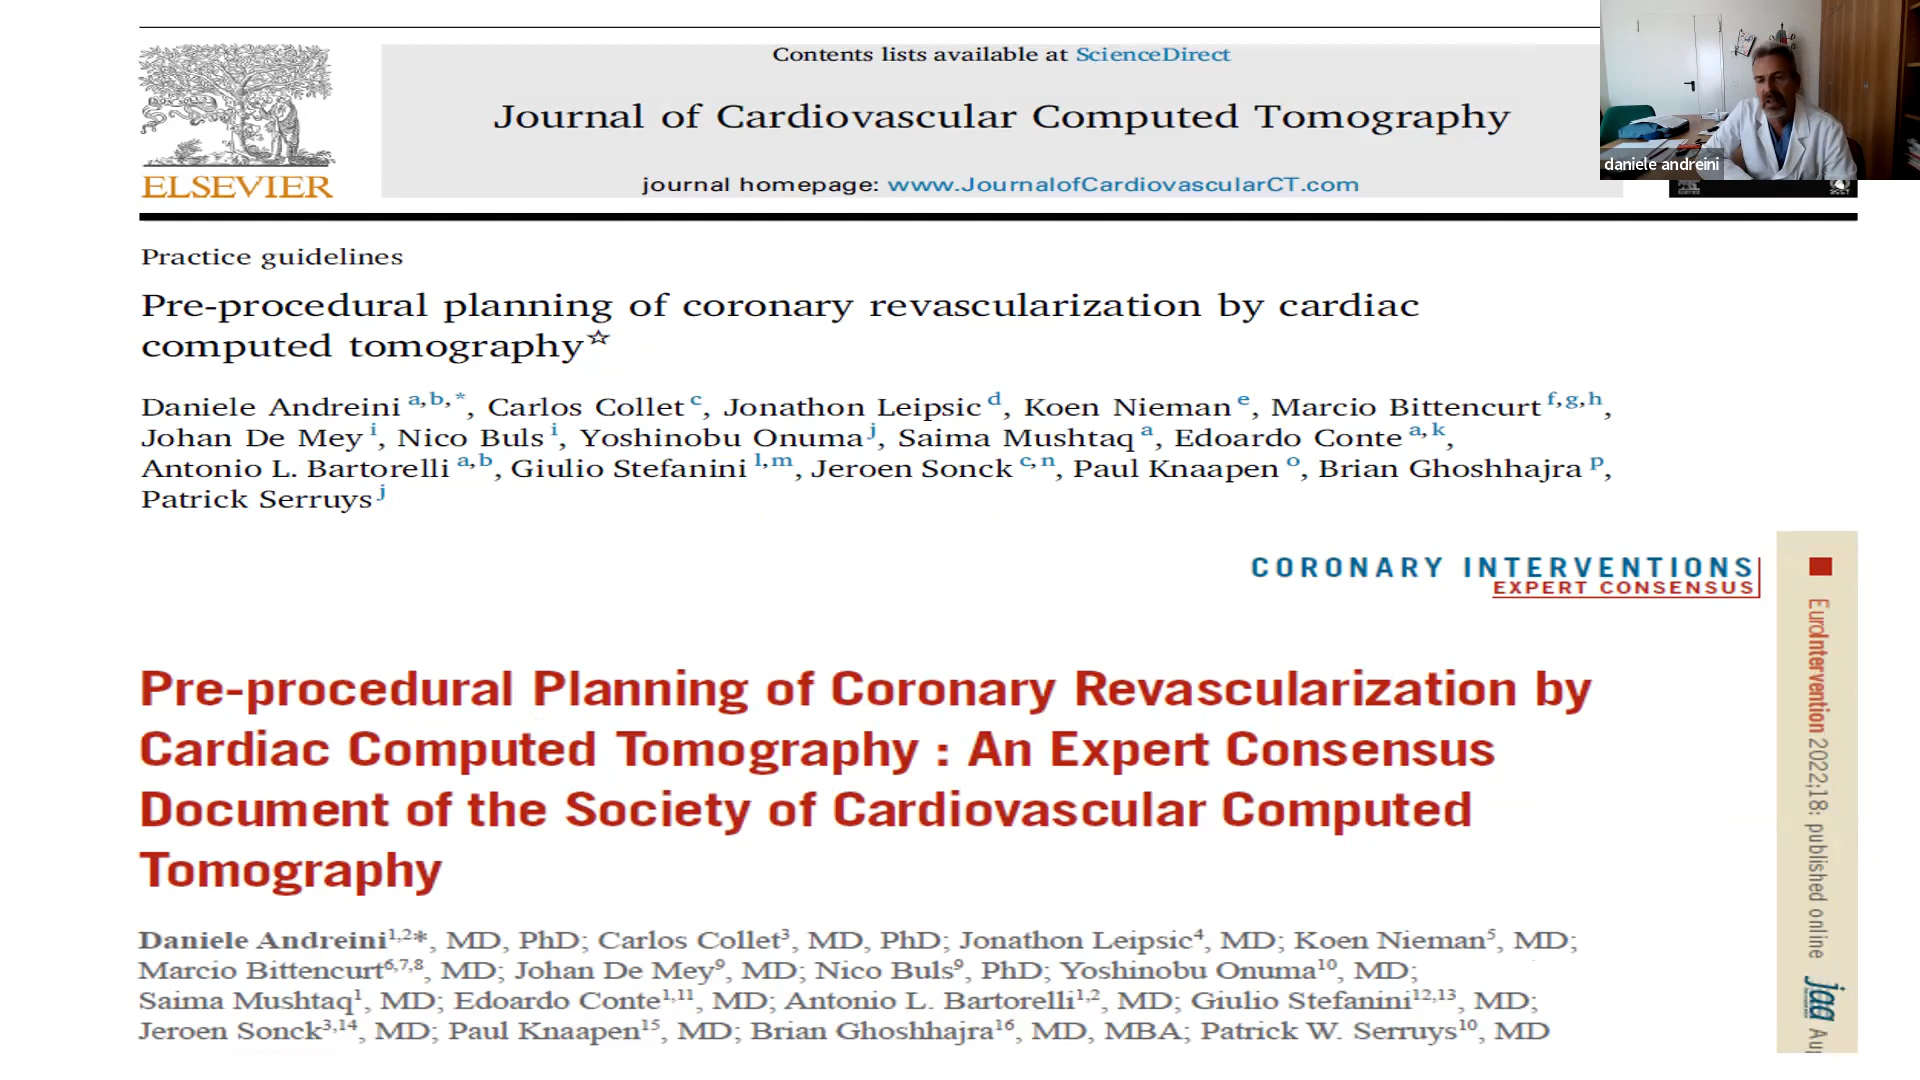 Contents lists available at ScienceDirect
Journal of Cardiovascular Computed Tomography
journal homepage: www.JournalofCardiovascularCT.com
ELSEVIER
daniele andreini
Practice guidelines
Pre-procedural planning of coronary revascularization by cardiac
computed tomography☆
Daniele Andreini a,b,*, Carlos Collet c, Jonathon Leipsic d, Koen Nieman e, Marcio Bittencurt f,g,h,
Johan De Mey i, Nico Buls i, Yoshinobu Onuma j, Saima Mushtaq a, Edoardo Conte a,k,
Antonio L. Bartorelli a,b, Giulio Stefanini l,m, Jeroen Sonck c,n, Paul Knaapen o, Brian Ghoshhajra p,
Patrick Serruys j
CORONARY INTERVENTIONS
EXPERT CONSENSUS
Pre-procedural Planning of Coronary Revascularization by
Cardiac Computed Tomography : An Expert Consensus
Document of the Society of Cardiovascular Computed
Tomography
Daniele Andreini1,2*, MD, PhD; Carlos Collet3, MD, PhD; Jonathon Leipsic4, MD; Koen Nieman5, MD;
Marcio Bittencurt6,7,8, MD; Johan De Mey9, MD; Nico Buls9, PhD; Yoshinobu Onuma10, MD;
Saima Mushtaq1, MD; Edoardo Conte1,11, MD; Antonio L. Bartorelli1,2, MD; Giulio Stefanini12,13, MD;
Jeroen Sonck3,14, MD; Paul Knaapen15, MD; Brian Ghoshhajra16, MD, MBA; Patrick W. Serruys10, MD
EuroIntervention 2022;18: published online
jaa